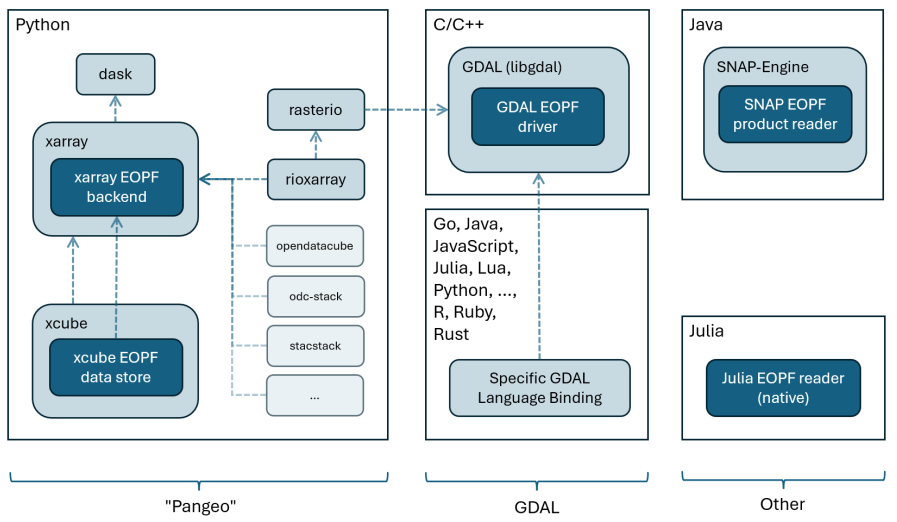 Python
dask
xarray
xarray EOPF
backend
xcube
xcube EOPF
data store
rasterio
rioxarray
opendatacube
odc-stack
stacstack
...
C/C++
GDAL (libgdal)
GDAL EOPF
driver
Go, Java,
JavaScript,
Julia, Lua,
Python, ...,
R, Ruby,
Rust
Specific GDAL
Language Binding
Java
SNAP-Engine
SNAP EOPF
product reader
Julia
Julia EOPF reader
(native)
"Pangeo"
GDAL
Other